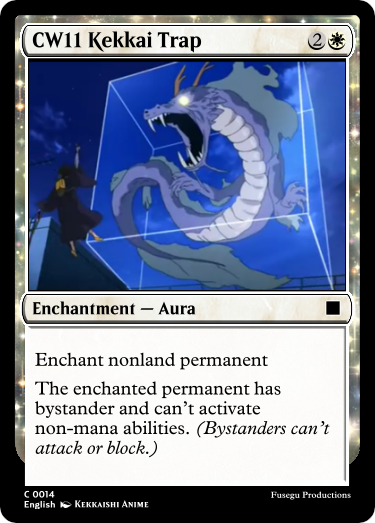 CW11 Kekkai Trap 2
Enchantment — Aura
Enchant nonland permanent
The enchanted permanent has
bystander and can't activate
non-mana abilities. (Bystanders can't
attack or block.)
C 0014
Fusegu Productions
English KEKKAISHI ANIME